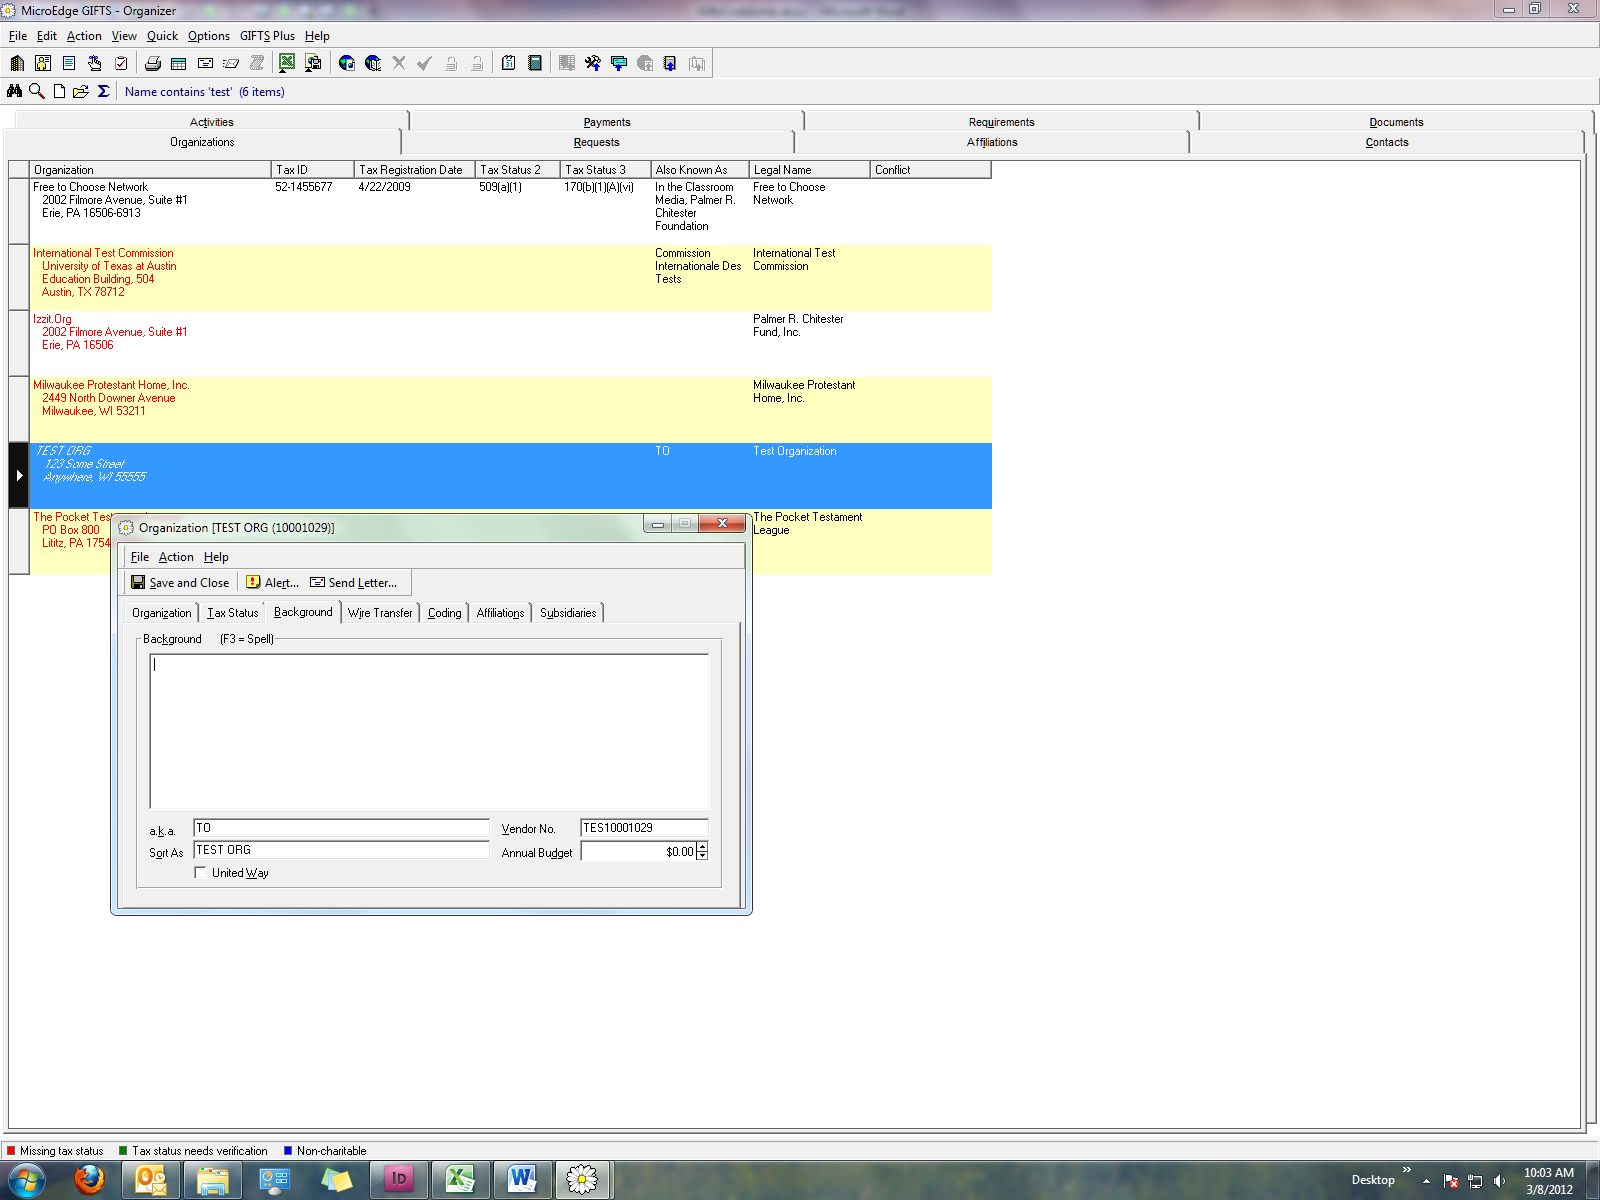 MicroEdge GIFTS - Organizer
File Edit Action View Quick Options GIFTS Plus Help
Name contains 'test' (6 items)
Activities Payments Requirements Documents
Organizations Requests Affiliations Contacts
Organization Tax ID Tax Registration Date Tax Status 2 Tax Status 3 Also Known As Legal Name Conflict
Free to Choose Network 52-1455677 4/22/2009 509(a)(1) 170(b)(1)(A)(vi) In the Classroom Free to Choose
2002 Filmore Avenue, Suite #1 Media, Palmer R. Network
Erie, PA 16506-6913 Chitester
Foundation
International Test Commission Commission International Test
University of Texas at Austin Internationale Des Commission
Education Building, 504 Tests
Austin, TX 78712
Izzit.Org Palmer R. Chitester
2002 Filmore Avenue, Suite #1 Fund, Inc.
Erie, PA 16506
Milwaukee Protestant Home, Inc. Milwaukee Protestant
2449 North Downer Avenue Home, Inc.
Milwaukee, WI 53211
TEST ORG TO Test Organization
123 Some Street
Anywhere, WI 55555
The Pocket Tes The Pocket Testament
PO Box 800 League
Lititz, PA 1754
Organization [TEST ORG (10001029)]
File Action Help
Save and Close Alert... Send Letter...
Organization Tax Status Background Wire Transfer Coding Affiliations Subsidiaries
Background (F3 = Spell)
a.k.a. TO Vendor No. TES10001029
Sort As TEST ORG Annual Budget $0.00
United Way
Missing tax status Tax status needs verification Non-charitable
Desktop » 10:03 AM
3/8/2012